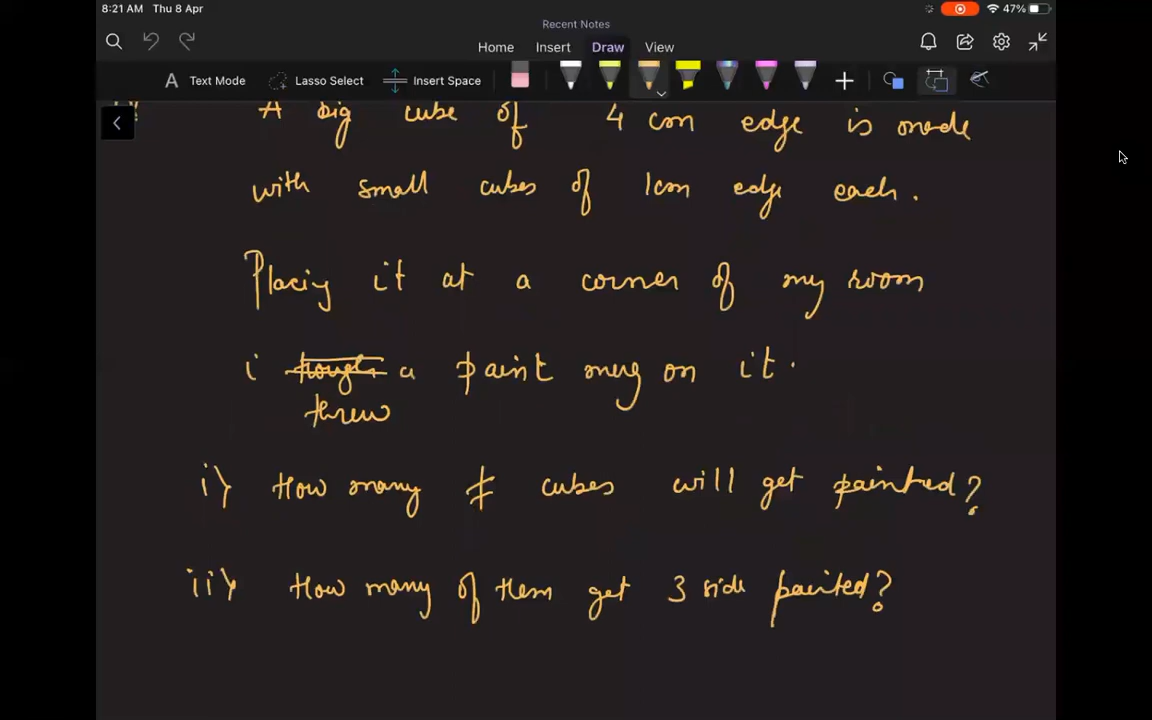 8:21 AM Thu 8 Apr
47%
Recent Notes
Home Insert Draw View
Text Mode Lasso Select Insert Space
A big cube of 4 cm edge is made
with small cubes of 1cm edge each.
Placing it at a corner of my room
i a paint mug on it.
threw
i) How many cubes will get painted?
ii) How many of them get 3 side painted?